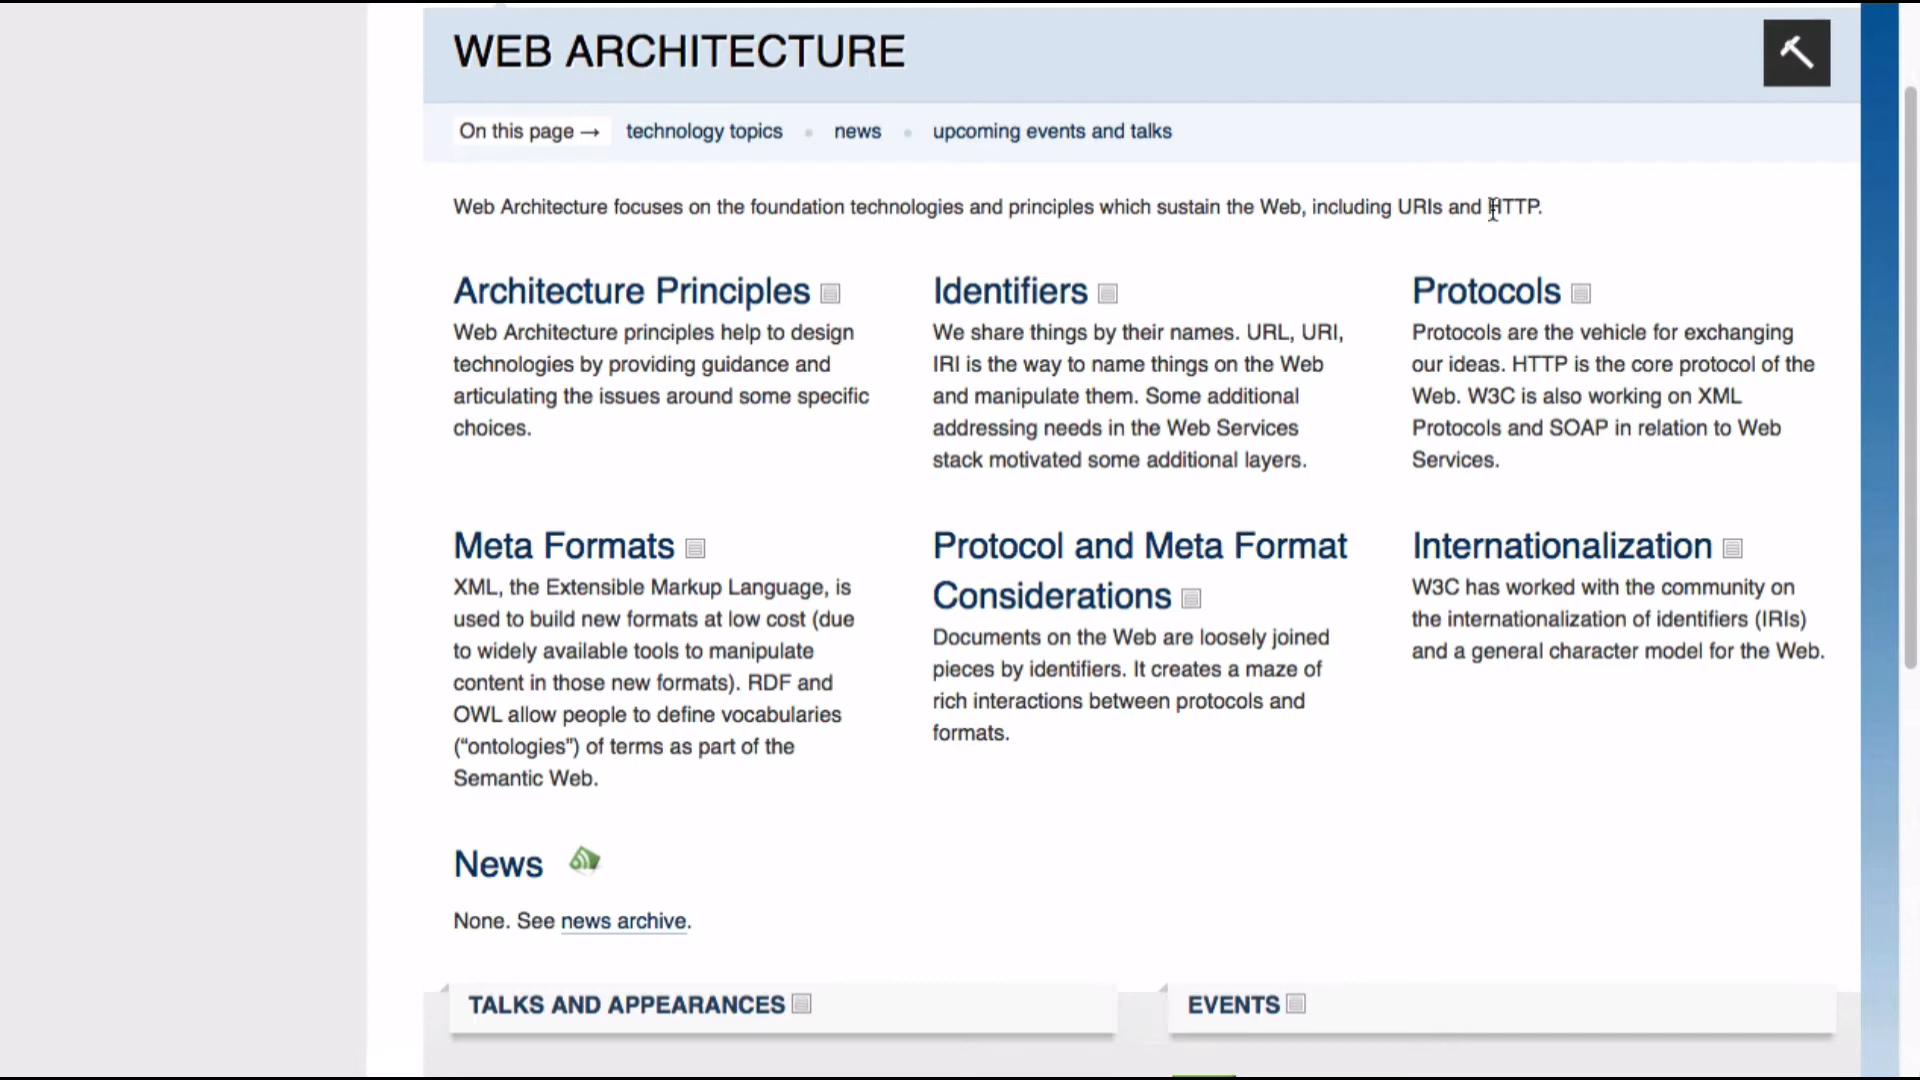 WEB ARCHITECTURE
On this page → technology topics • news • upcoming events and talks
Web Architecture focuses on the foundation technologies and principles which sustain the Web, including URIs and HTTP.
Architecture Principles
Web Architecture principles help to design
technologies by providing guidance and
articulating the issues around some specific
choices.
Identifiers
We share things by their names. URL, URI,
IRI is the way to name things on the Web
and manipulate them. Some additional
addressing needs in the Web Services
stack motivated some additional layers.
Protocols
Protocols are the vehicle for exchanging
our ideas. HTTP is the core protocol of the
Web. W3C is also working on XML
Protocols and SOAP in relation to Web
Services.
Meta Formats
XML, the Extensible Markup Language, is
used to build new formats at low cost (due
to widely available tools to manipulate
content in those new formats). RDF and
OWL allow people to define vocabularies
(“ontologies”) of terms as part of the
Semantic Web.
Protocol and Meta Format
Considerations
Documents on the Web are loosely joined
pieces by identifiers. It creates a maze of
rich interactions between protocols and
formats.
Internationalization
W3C has worked with the community on
the internationalization of identifiers (IRIs)
and a general character model for the Web.
News
None. See news archive.
TALKS AND APPEARANCES
EVENTS